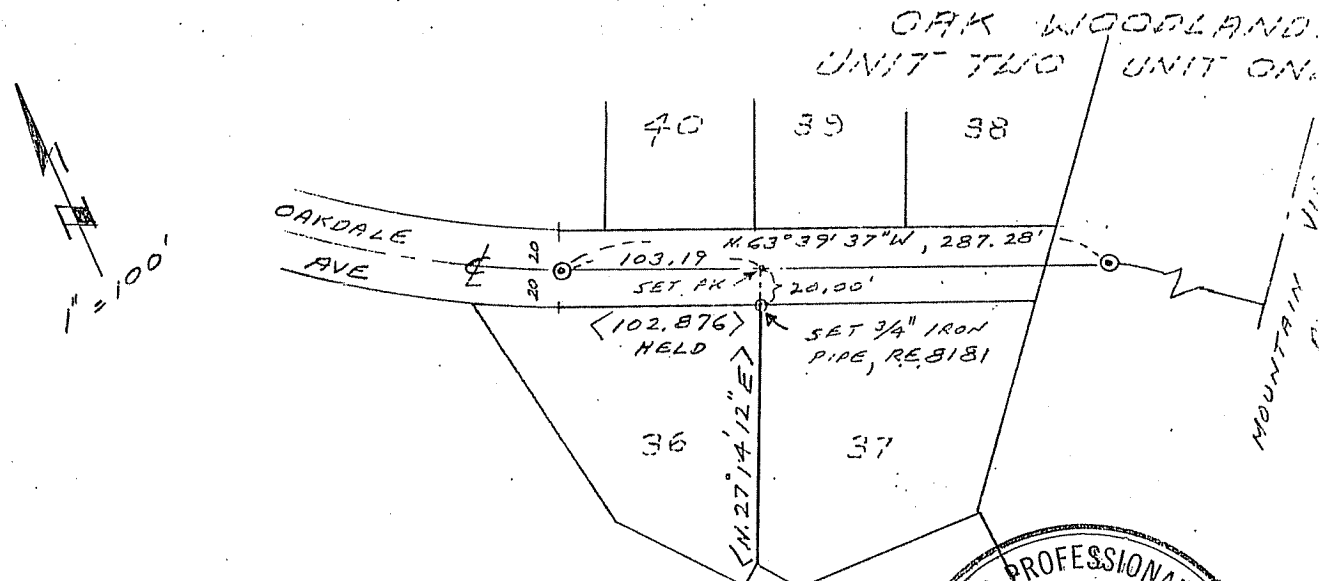 OAK WOODLAND
UNIT TWO UNIT
40
39
38
OAKDALE
AVE
℄
20
20
N.63°39'37"W, 287.28'
103.19
SET PK
20.00'
<102.876>
HELD
SET 3/4" IRON
PIPE, R.E. 8181
<N.27°14'12"E>
36
37
1" = 100'
N
MOUNTAIN
PROFESSIONAL